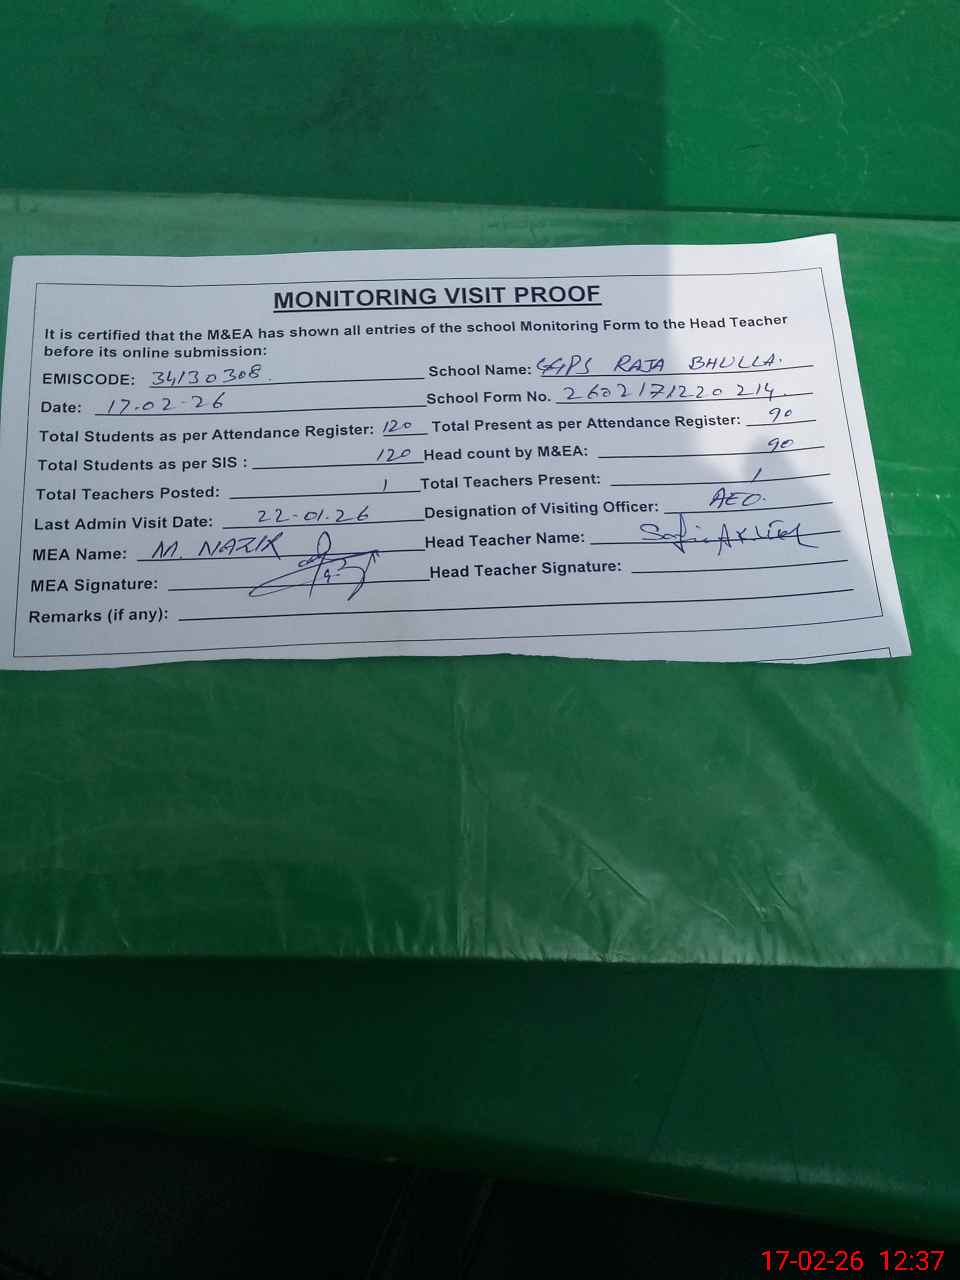 MONITORING VISIT PROOF
It is certified that the M&EA has shown all entries of the school Monitoring Form to the Head Teacher
before its online submission:
EMISCODE: 34130308. School Name: GGPS RAJA BHULLA.
Date: 17-02-26 School Form No. 2602171220214.
Total Students as per Attendance Register: 120 Total Present as per Attendance Register: 90
Total Students as per SIS : 120 Head count by M&EA: 90
Total Teachers Posted: 1 Total Teachers Present: 1
Last Admin Visit Date: 22-01.26 Designation of Visiting Officer: AEO.
MEA Name: M. NAZIR Head Teacher Name:
MEA Signature: Head Teacher Signature:
Remarks (if any):
17-02-26 12:37